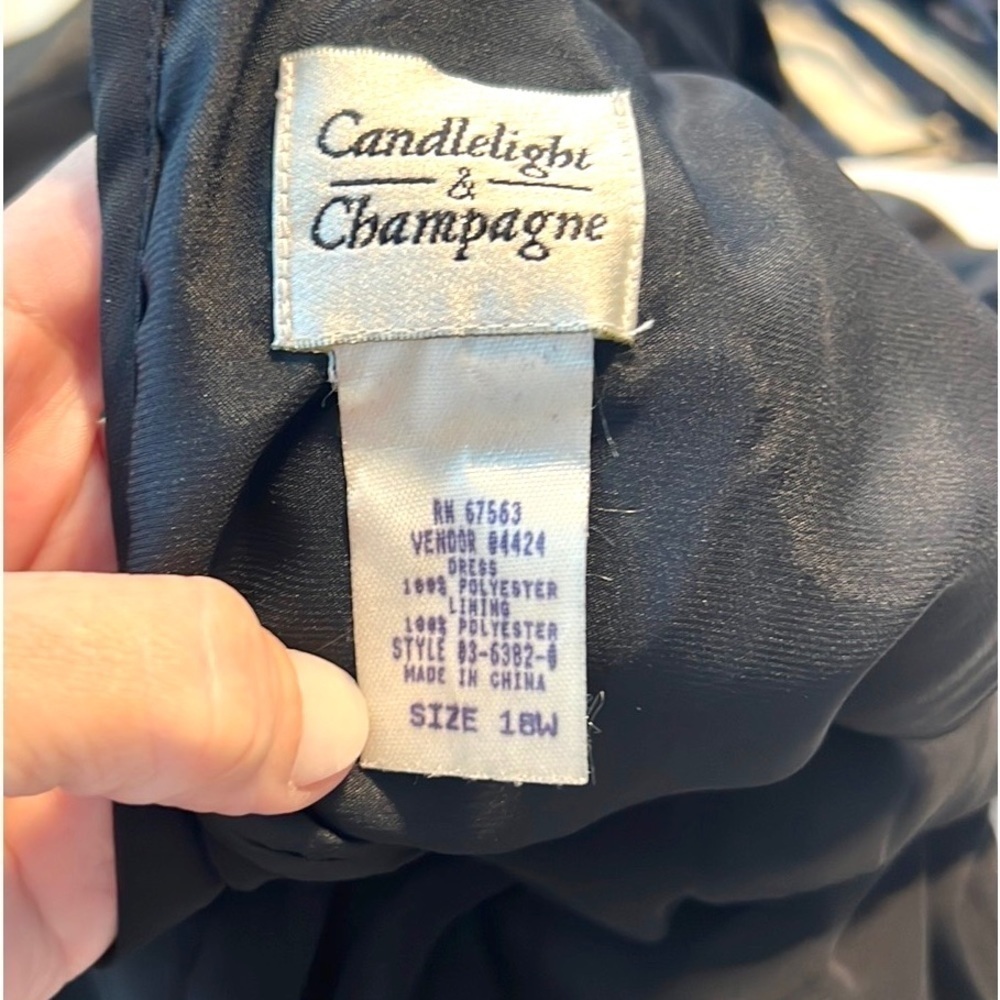 Candlelight
&
Champagne
RN 67563
VENDOR 04424
DRESS
100% POLYESTER
LINING
100% POLYESTER
STYLE 03-6382-0
MADE IN CHINA
SIZE 18W